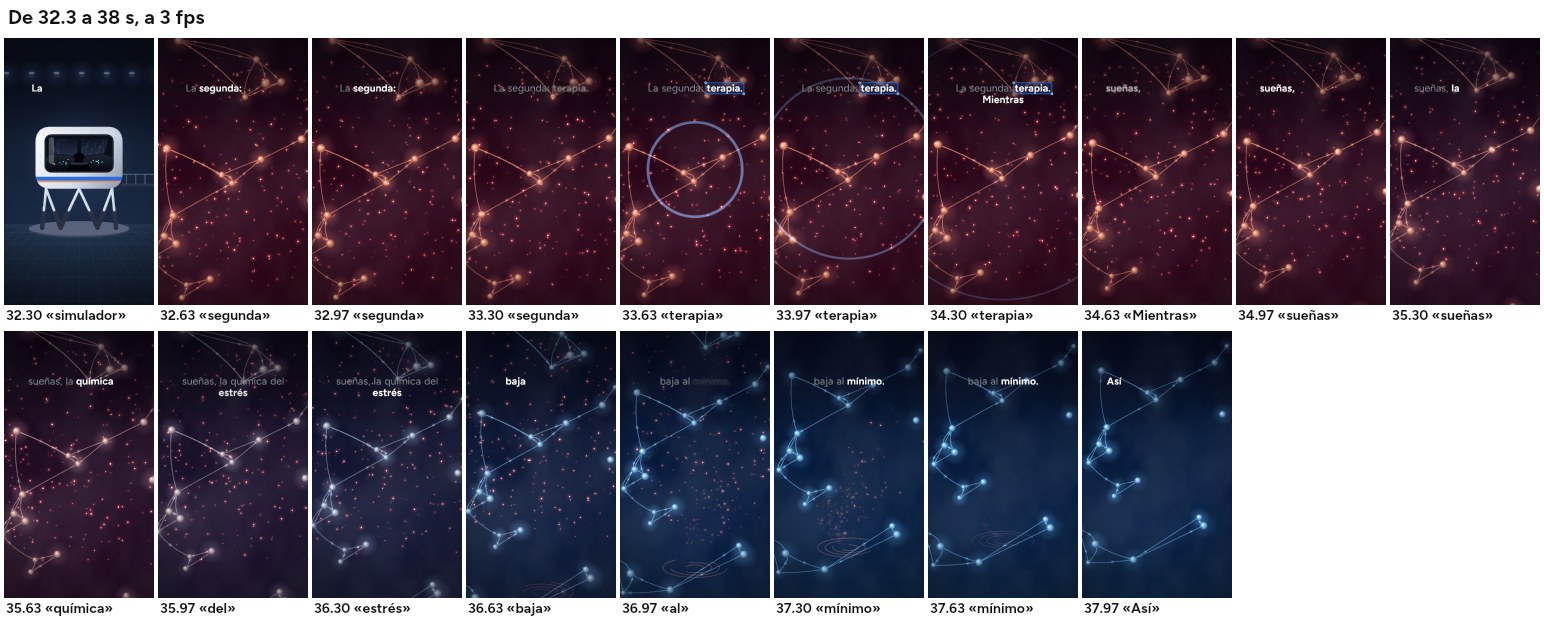 De 32.3 a 38 s, a 3 fps
La
La segunda:
La segunda:
La segunda: terapia.
La segunda: terapia.
La segunda: terapia.
La segunda: terapia.
Mientras
sueñas,
sueñas,
sueñas, la
32.30 «simulador»
32.63 «segunda»
32.97 «segunda»
33.30 «segunda»
33.63 «terapia»
33.97 «terapia»
34.30 «terapia»
34.63 «Mientras»
34.97 «sueñas»
35.30 «sueñas»
sueñas, la química
sueñas, la química del
estrés
sueñas, la química del
estrés
baja
baja al mínimo.
baja al mínimo.
baja al mínimo.
Así
35.63 «química»
35.97 «del»
36.30 «estrés»
36.63 «baja»
36.97 «al»
37.30 «mínimo»
37.63 «mínimo»
37.97 «Así»